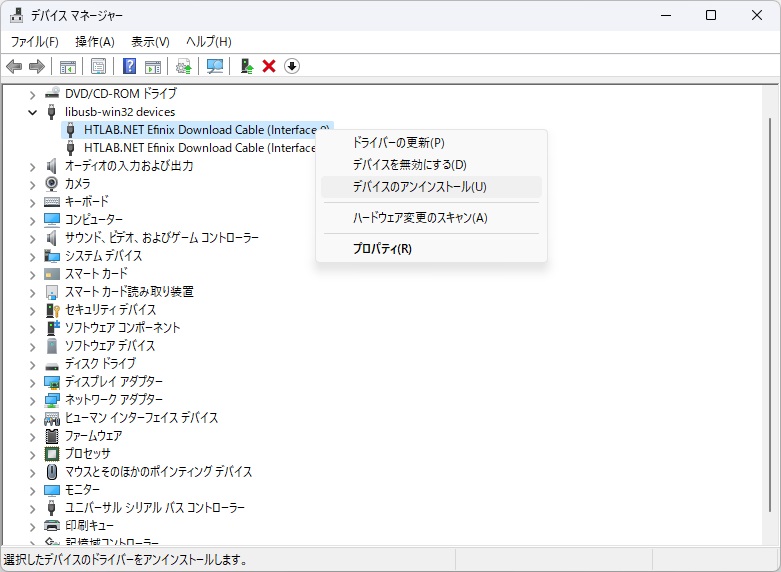 デバイス マネージャー
ファイル(F) 操作(A) 表示(V) ヘルプ(H)
DVD/CD-ROM ドライブ
libusb-win32 devices
HTLAB.NET Efinix Download Cable (Interface 0)
HTLAB.NET Efinix Download Cable (Interface
ドライバーの更新(P)
デバイスを無効にする(D)
デバイスのアンインストール(U)
ハードウェア変更のスキャン(A)
プロパティ(R)
オーディオの入力および出力
カメラ
キーボード
コンピューター
サウンド、ビデオ、およびゲーム コントローラー
システム デバイス
スマート カード
スマート カード読み取り装置
セキュリティ デバイス
ソフトウェア コンポーネント
ソフトウェア デバイス
ディスク ドライブ
ディスプレイ アダプター
ネットワーク アダプター
ヒューマン インターフェイス デバイス
ファームウェア
プロセッサ
マウスとそのほかのポインティング デバイス
モニター
ユニバーサル シリアル バス コントローラー
印刷キュー
記憶域コントローラー
選択したデバイスのドライバーをアンインストールします。